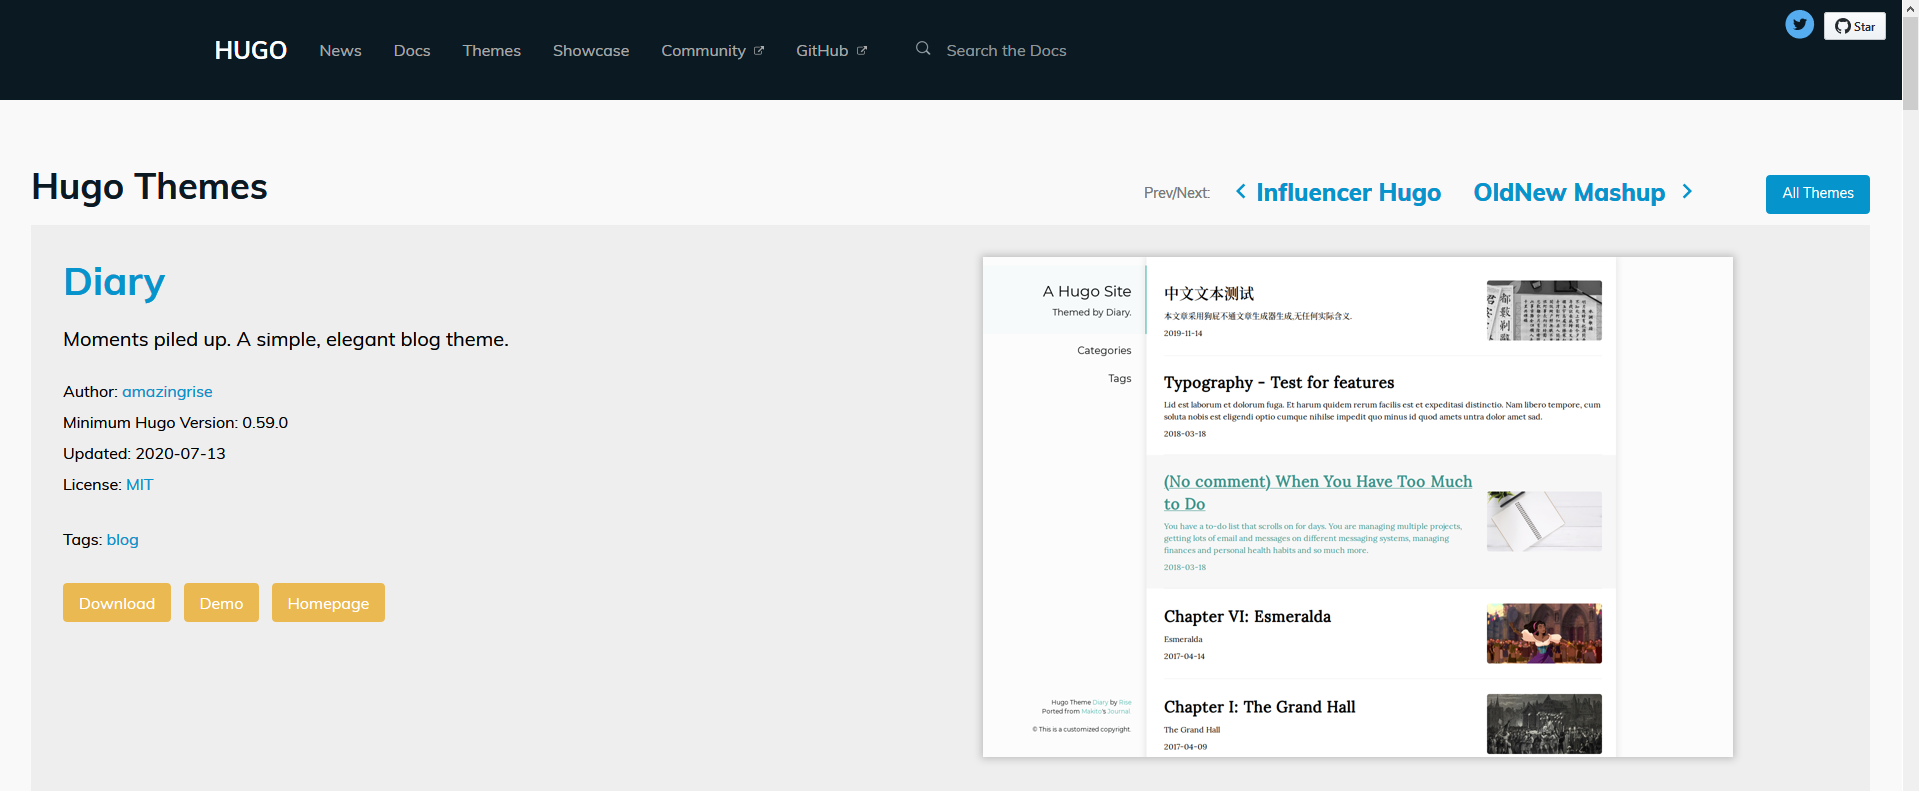 HUGO News Docs Themes Showcase Community GitHub Search the Docs
Star
Hugo Themes
Prev/Next: Influencer Hugo OldNew Mashup All Themes
Diary
Moments piled up. A simple, elegant blog theme.
Author: amazingrise
Minimum Hugo Version: 0.59.0
Updated: 2020-07-13
License: MIT
Tags: blog
Download Demo Homepage
A Hugo Site
Themed by Diary.
Categories
Tags
Hugo Theme Diary by Rise
Ported from Makito's Journal.
© This is a customized copyright.
中文文本测试
本文章采用狗屁不通文章生成器生成,无任何实际含义.
2019-11-14
Typography - Test for features
Lid est laborum et dolorum fuga. Et harum quidem rerum facilis est et expeditasi distinctio. Nam libero tempore, cum
soluta nobis est eligendi optio cumque nihilse impedit quo minus id quod amets untra dolor amet sad.
2018-03-18
(No comment) When You Have Too Much
to Do
You have a to-do list that scrolls on for days. You are managing multiple projects,
getting lots of email and messages on different messaging systems, managing
finances and personal health habits and so much more.
2018-03-18
Chapter VI: Esmeralda
Esmeralda
2017-04-14
Chapter I: The Grand Hall
The Grand Hall
2017-04-09